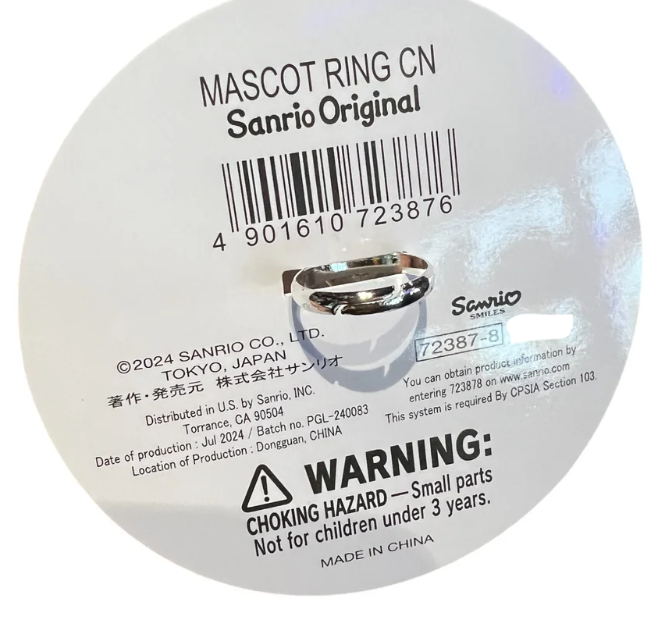 MASCOT RING CN
Sanrio Original
4 901610 723876
Sanrio
SMILES
72387-8
©2024 SANRIO CO., LTD.
TOKYO, JAPAN
著作・発売元 株式会社サンリオ
Distributed in U.S. by Sanrio, INC.
Torrance, CA 90504
Date of production : Jul 2024 / Batch no. PGL-240083
Location of Production : Dongguan, CHINA
You can obtain product information by
entering 723878 on www.sanrio.com
This system is required By CPSIA Section 103.
WARNING:
CHOKING HAZARD — Small parts
Not for children under 3 years.
MADE IN CHINA